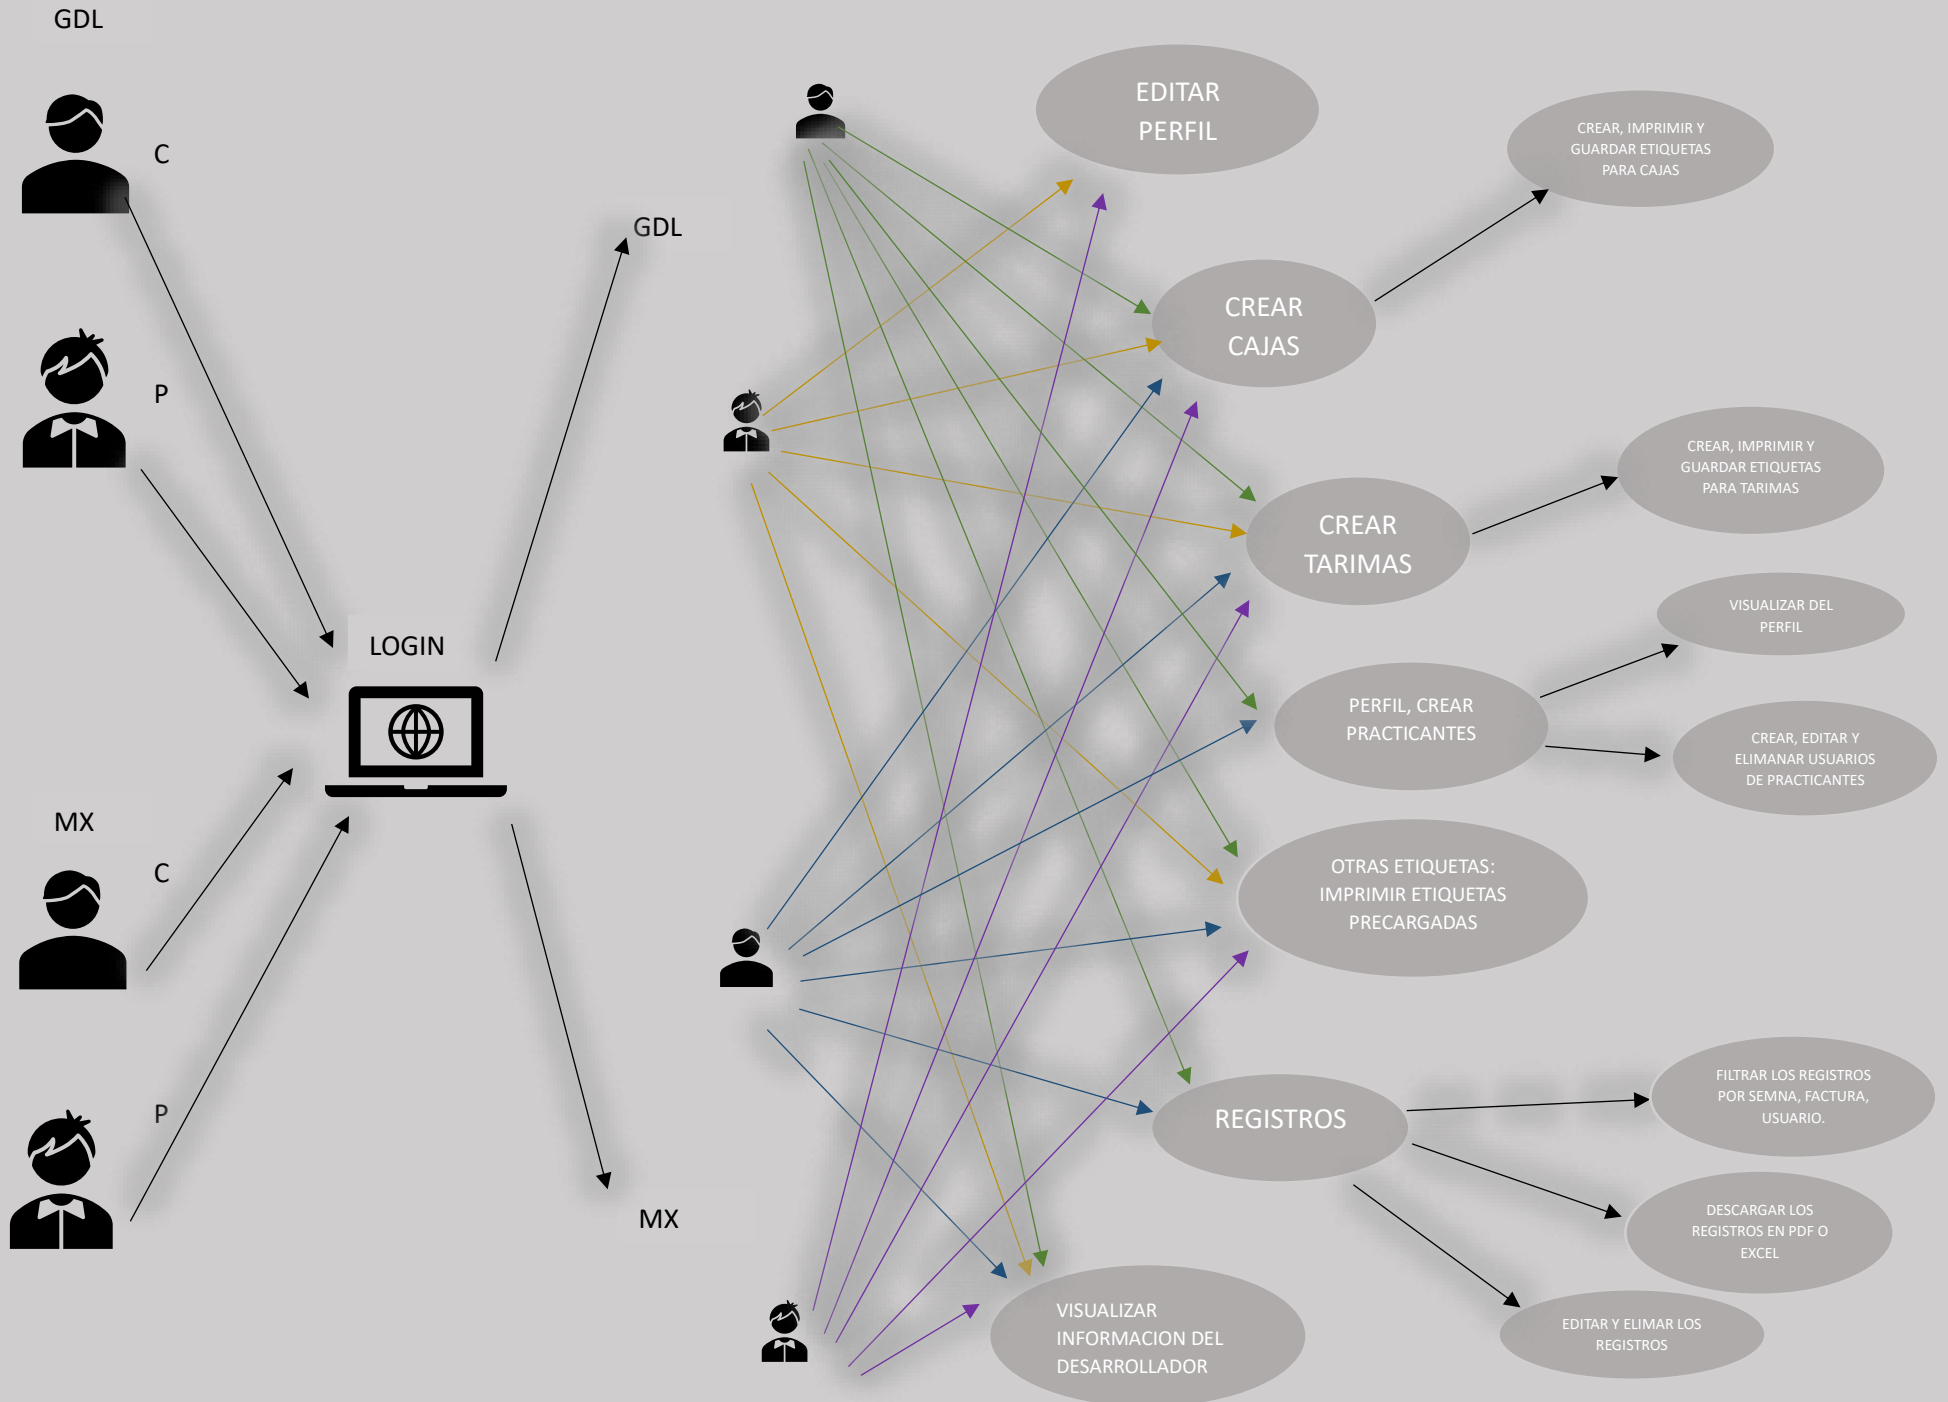 GDL
C
P
LOGIN
MX
C
P
GDL
MX
EDITAR
PERFIL
CREAR
CAJAS
CREAR
TARIMAS
PERFIL, CREAR
PRACTICANTES
OTRAS ETIQUETAS:
IMPRIMIR ETIQUETAS
PRECARGADAS
REGISTROS
VISUALIZAR
INFORMACION DEL
DESARROLLADOR
CREAR, IMPRIMIR Y
GUARDAR ETIQUETAS
PARA CAJAS
CREAR, IMPRIMIR Y
GUARDAR ETIQUETAS
PARA TARIMAS
VISUALIZAR DEL
PERFIL
CREAR, EDITAR Y
ELIMANAR USUARIOS
DE PRACTICANTES
FILTRAR LOS REGISTROS
POR SEMNA, FACTURA,
USUARIO.
DESCARGAR LOS
REGISTROS EN PDF O
EXCEL
EDITAR Y ELIMAR LOS
REGISTROS